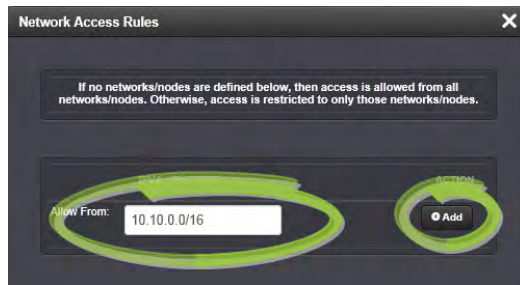 Network Access Rules
If no networks/nodes are defined below, then access is allowed from all
networks/nodes. Otherwise, access is restricted to only those networks/nodes.
ACTION
Allow From:
10.10.0.0/16
Add